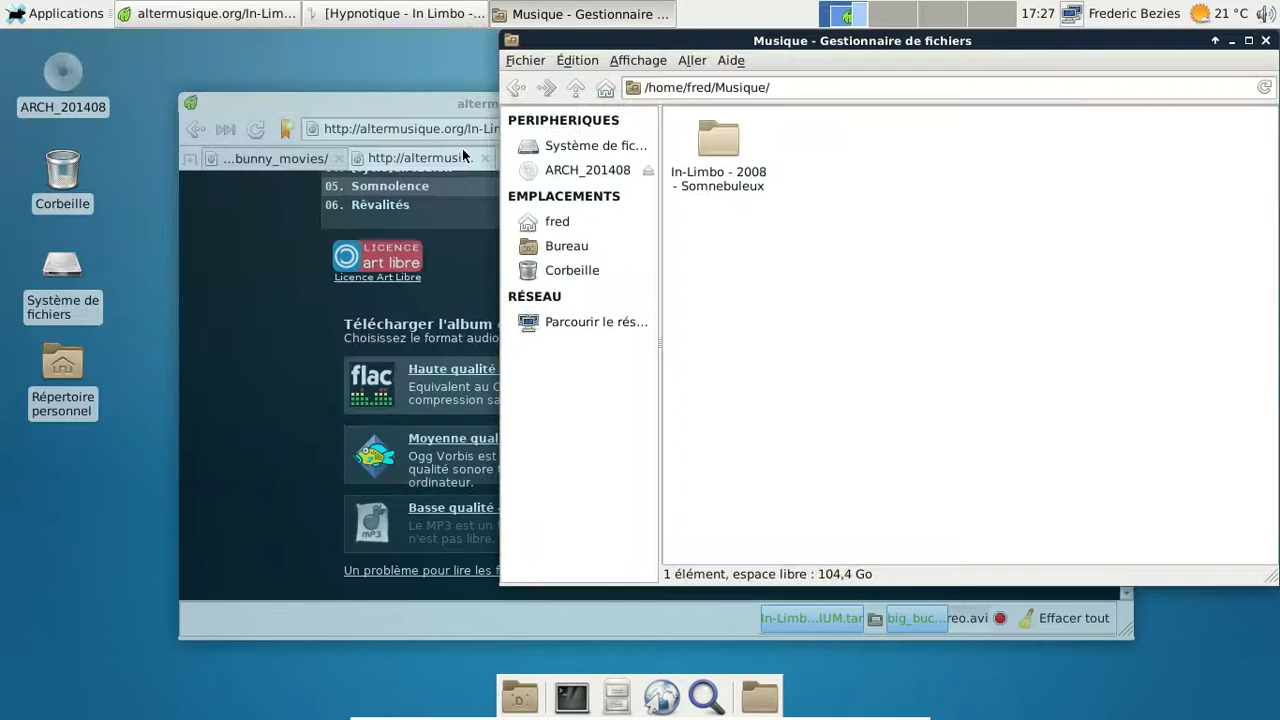 Applications
altermusique.org/In-Lim...
[Hypnotique - In Limbo -...
Musique - Gestionnaire ...
17:27
Frederic Bezies
21 °C
ARCH_201408
Corbeille
Système de
fichiers
Répertoire
personnel
alterm
http://altermusique.org/In-Lin
...bunny_movies/
http://altermusi...
05. Somnolence
06. Rêvalités
LICENCE
art libre
Licence Art Libre
Télécharger l'album
Choisissez le format audio
flac
Haute qualité
Equivalent au C
compression sa
Moyenne qual
Ogg Vorbis est
qualité sonore
ordinateur.
mp3
Basse qualité
Le MP3 est un
n'est pas libre.
Un problème pour lire les f
In-Limb...IUM.tar
big_buc...reo.avi
Effacer tout
Musique - Gestionnaire de fichiers
Fichier Édition Affichage Aller Aide
/home/fred/Musique/
PERIPHERIQUES
Système de fic...
ARCH_201408
EMPLACEMENTS
fred
Bureau
Corbeille
RÉSEAU
Parcourir le rés...
In-Limbo - 2008
- Somnebuleux
1 élément, espace libre : 104,4 Go